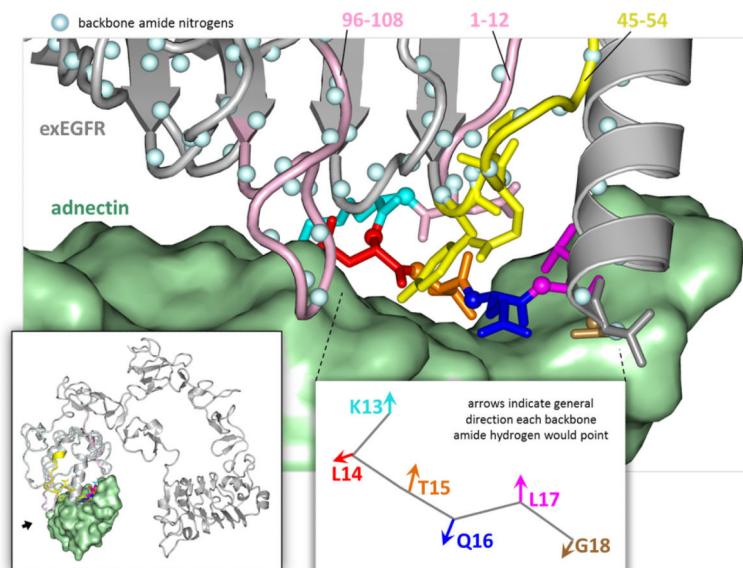 backbone amide nitrogens
96-108 1-12 45-54
exEGFR
adnectin
arrows indicate general
direction each backbone
amide hydrogen would point
K13
L14
T15
L17
Q16
G18